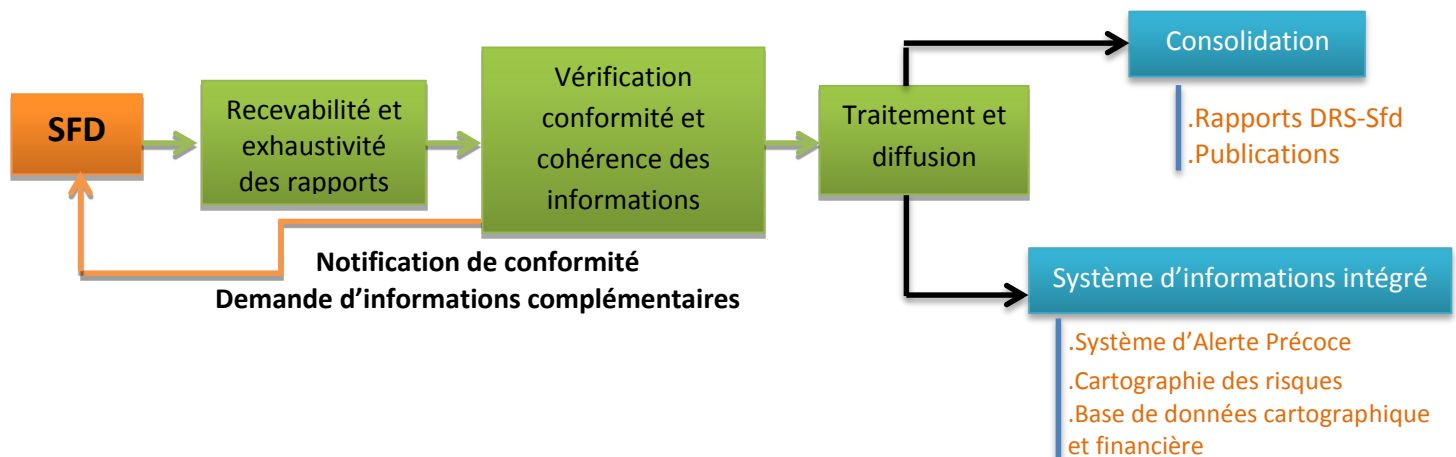 SFD
Recevabilité et
exhaustivité
des rapports
Vérification
conformité et
cohérence des
informations
Traitement et
diffusion
Consolidation
.Rapports DRS-Sfd
.Publications
Notification de conformité
Demande d’informations complémentaires
Système d’informations intégré
.Système d’Alerte Précoce
.Cartographie des risques
.Base de données cartographique
et financière